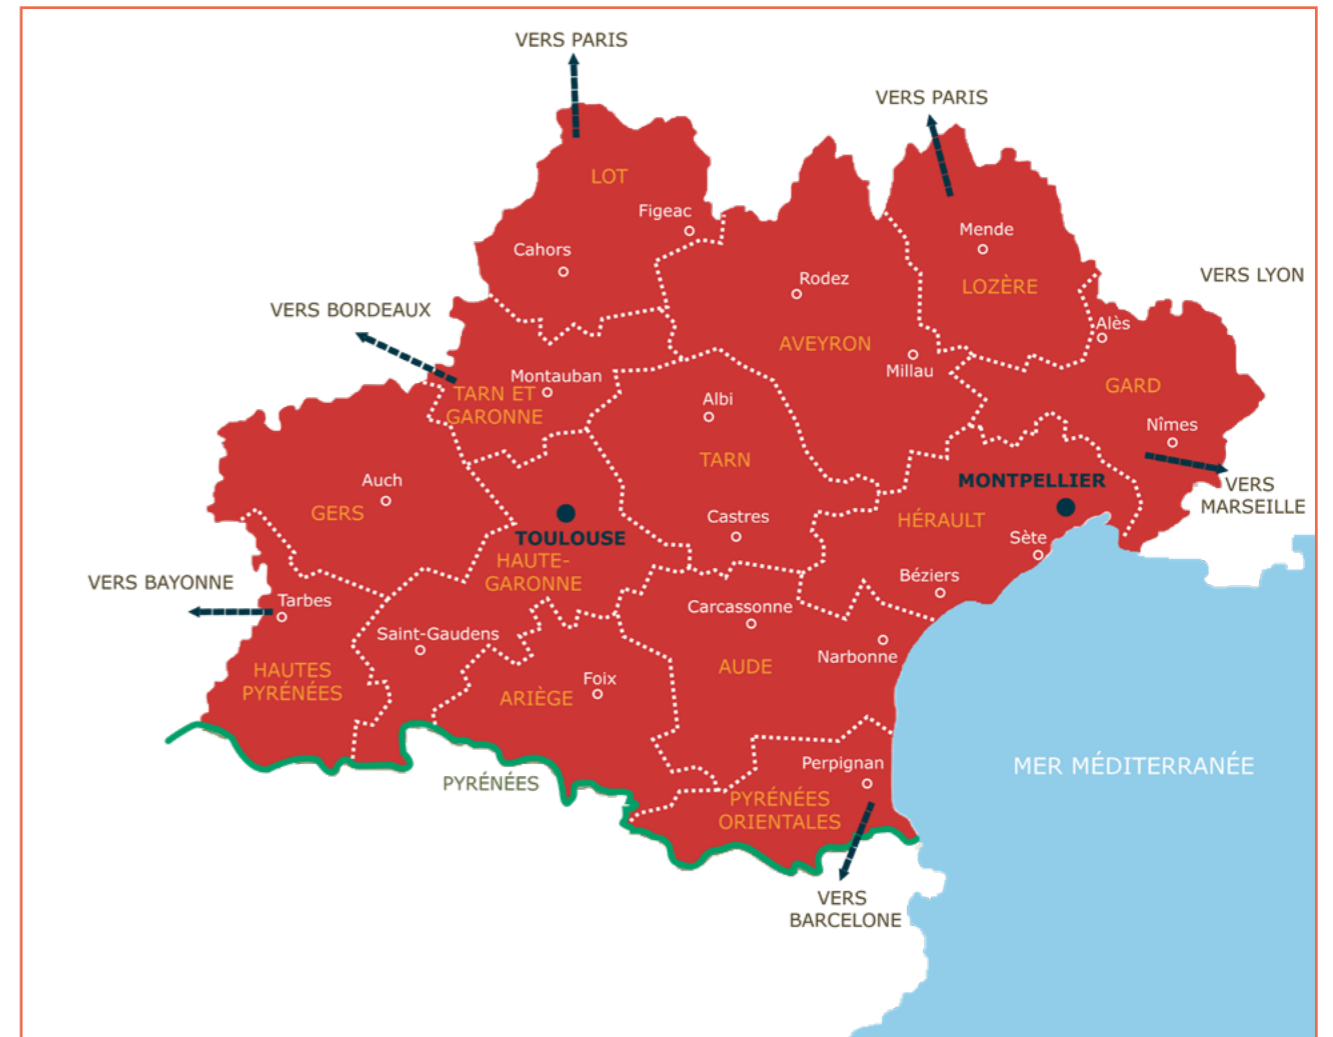 VERS PARIS
VERS PARIS
LOT
Figeac
Mende
Cahors
VERS LYON
Rodez
LOZÈRE
VERS BORDEAUX
Alès
AVEYRON
Millau
Montauban
GARD
TARN ET
GARONNE
Albi
Nîmes
TARN
Auch
MONTPELLIER
VERS
MARSEILLE
GERS
Castres
HÉRAULT
TOULOUSE
Sète
HAUTE-
GARONNE
Béziers
VERS BAYONNE
Tarbes
Carcassonne
Saint-Gaudens
Narbonne
HAUTES
PYRÉNÉES
AUDE
Foix
ARIÈGE
Perpignan
MER MÉDITERRANÉE
PYRÉNÉES
PYRÉNÉES
ORIENTALES
VERS
BARCELONE